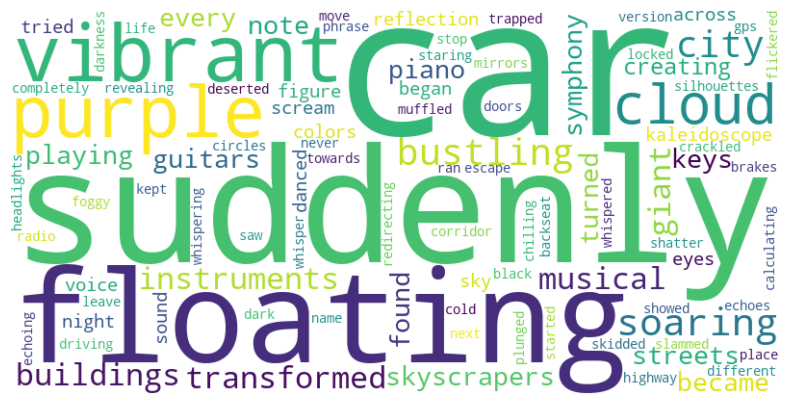 tried
darkness
life
every
note
move
phrase
reflection
trapped
version
across
gps
flickered
vibrant
car
stop
staring
symphony
locked
city
piano
mirrors
creating
completely
revealing
deserted
figure
began
doors
silhouettes
purple
scream
muffled
cloud
colors
circles
never
kaleidoscope
playing
guitars
towards
bustling
turned
whispered
giant
keys
crackled
brakes
headlights
foggy
kept
whispering
saw
whisper
danced
suddenly
ran
escape
redirecting
corridor
chilling
backseat
shatter
calculating
radio
black
eyes
voice
instruments
floating
found
sky
musical
showed
echoes
leave
sound
cold
soaring
night
dark
name
next
plunged
started
skidded
slammed
place
echoing
driving
streets
different
buildings
transformed
skyscrapers
highway
became